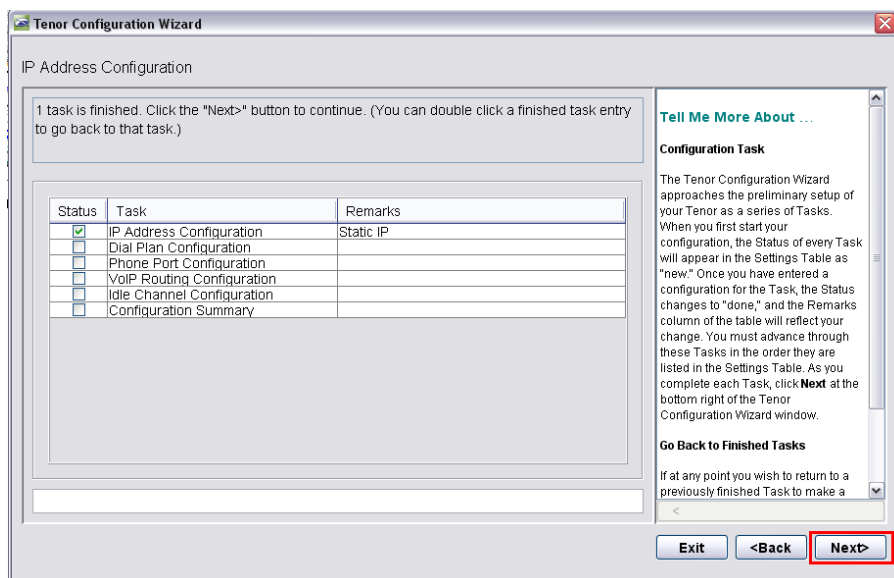 Tenor Configuration Wizard
IP Address Configuration
1 task is finished. Click the "Next>" button to continue. (You can double click a finished task entry
to go back to that task.)
Status Task Remarks
IP Address Configuration Static IP
Dial Plan Configuration
Phone Port Configuration
VoIP Routing Configuration
Idle Channel Configuration
Configuration Summary
Tell Me More About ...
Configuration Task
The Tenor Configuration Wizard
approaches the preliminary setup of
your Tenor as a series of Tasks.
When you first start your
configuration, the Status of every Task
will appear in the Settings Table as
"new." Once you have entered a
configuration for the Task, the Status
changes to "done," and the Remarks
column of the table will reflect your
change. You must advance through
these Tasks in the order they are
listed in the Settings Table. As you
complete each Task, click Next at the
bottom right of the Tenor
Configuration Wizard window.
Go Back to Finished Tasks
If at any point you wish to return to a
previously finished Task to make a
Exit <Back Next>